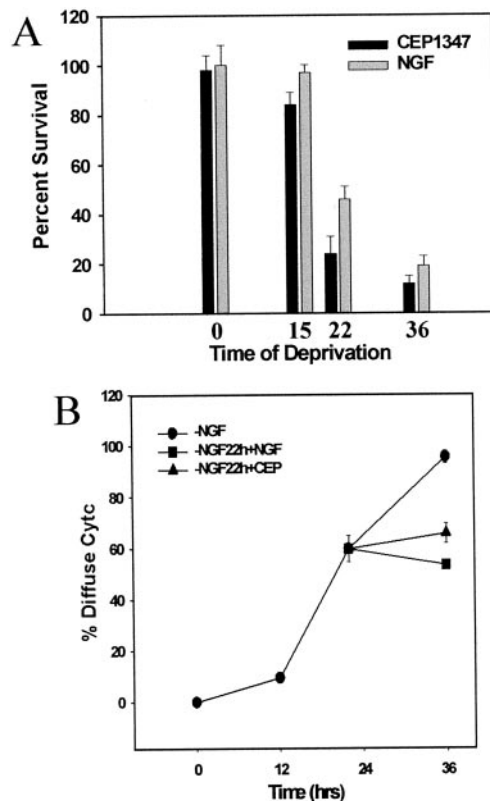 A
CEP1347
NGF
Percent Survival
120
100
80
60
40
20
0
0 15 22 36
Time of Deprivation
B
-NGF
-NGF22h+NGF
-NGF22h+CEP
% Diffuse Cytc
120
100
80
60
40
20
0
0 12 24 36
Time (hrs)